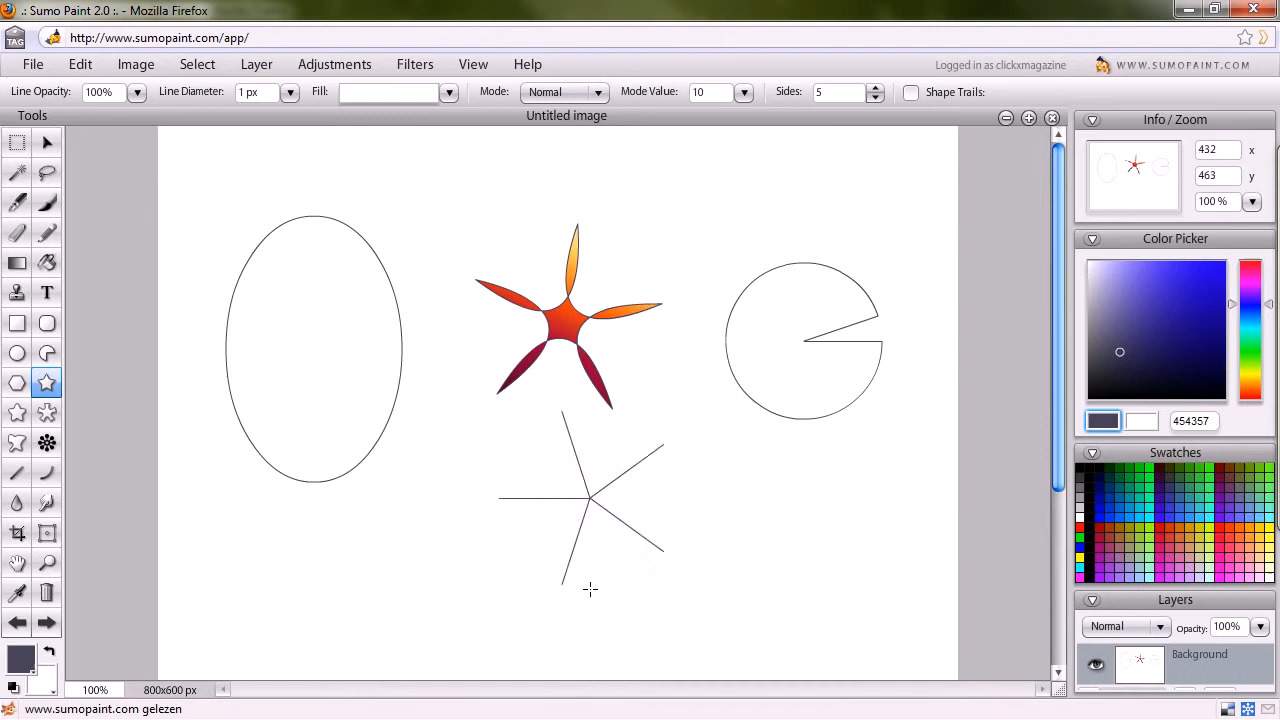 .: Sumo Paint 2.0 :. - Mozilla Firefox
TAG http://www.sumopaint.com/app/
File Edit Image Select Layer Adjustments Filters View Help Logged in as clickxmagazine WWW.SUMOPAINT.COM
Line Opacity: 100% Line Diameter: 1 px Fill: Mode: Normal Mode Value: 10 Sides: 5 Shape Trails:
Tools Untitled image
Info / Zoom
432 x
463 y
100 %
Color Picker
454357
Swatches
T
Layers
Normal Opacity: 100%
Background
100% 800x600 px
www.sumopaint.com gelezen